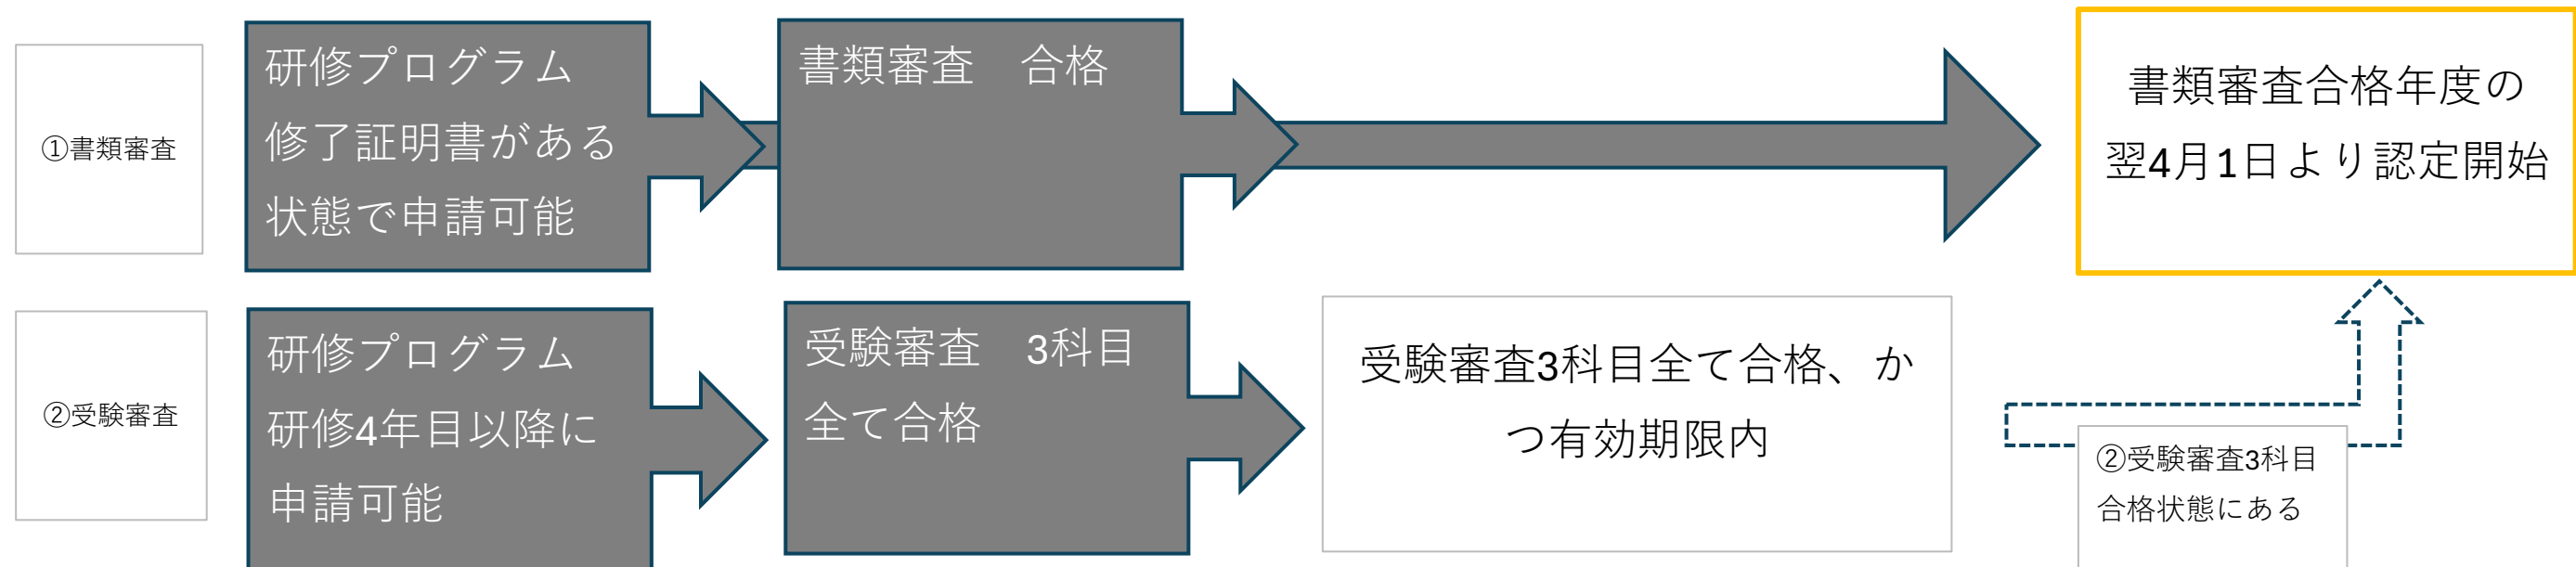 ①書類審査
研修プログラム
修了証明書がある
状態で申請可能
書類審査　合格
書類審査合格年度の
翌4月1日より認定開始
②受験審査
研修プログラム
研修4年目以降に
申請可能
受験審査　3科目
全て合格
受験審査3科目全て合格、か
つ有効期限内
②受験審査3科目
合格状態にある